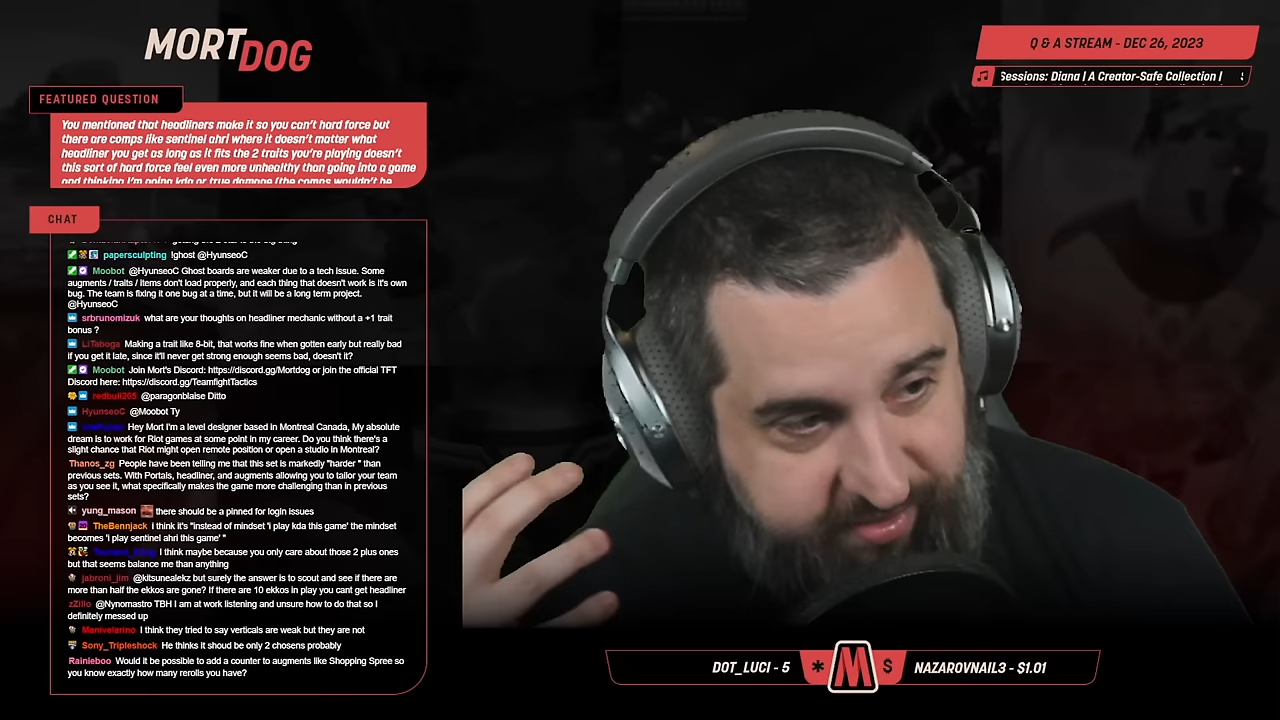 MORTDOG
Q & A STREAM - DEC 26, 2023
Sessions: Diana | A Creator-Safe Collection |
FEATURED QUESTION
You mentioned that headliners make it so you can't hard force but
there are comps like sentinel ahri where it doesn't matter what
headliner you get as long as it fits the 2 traits you're playing doesn't
this sort of hard force feel even more unhealthy than going into a game
and thinking I'm going kda or true damage (the comps wouldn't be
CHAT
papersculpting !ghost @HyunseoC
Moobot @HyunseoC Ghost boards are weaker due to a tech issue. Some
augments / traits / items don't load properly, and each thing that doesn't work is it's own
bug. The team is fixing it one bug at a time, but it will be a long term project.
@HyunseoC
srbrunomizuk what are your thoughts on headliner mechanic without a +1 trait
bonus ?
LiTaboga Making a trait like 8-bit, that works fine when gotten early but really bad
if you get it late, since it'll never get strong enough seems bad, doesn't it?
Moobot Join Mort's Discord: https://discord.gg/Mortdog or join the official TFT
Discord here: https://discord.gg/TeamfightTactics
redbull205 @paragonblaise Ditto
HyunseoC @Moobot Ty
Hey Mort I'm a level designer based in Montreal Canada, My absolute
dream is to work for Riot games at some point in my career. Do you think there's a
slight chance that Riot might open remote position or open a studio in Montreal?
Thanos_zg People have been telling me that this set is markedly "harder " than
previous sets. With Portals, headliner, and augments allowing you to tailor your team
as you see it, what specifically makes the game more challenging than in previous
sets?
yung_mason there should be a pinned for login issues
TheBennjack i think it's "instead of mindset 'i play kda this game' the mindset
becomes 'i play sentinel ahri this game' "
I think maybe because you only care about those 2 plus ones
but that seems balance me than anything
jabroni_jim @kitsunealekz but surely the answer is to scout and see if there are
more than half the ekkos are gone? If there are 10 ekkos in play you cant get headliner
zZillo @Nynomastro TBH I am at work listening and unsure how to do that so I
definitely messed up
Manivelarino I think they tried to say verticals are weak but they are not
Sony_Tripleshock He thinks it shoud be only 2 chosens probably
Rainieboo Would it be possible to add a counter to augments like Shopping Spree so
you know exactly how many rerolls you have?
DOT_LUCI - 5 * M $ NAZAROVNAIL3 - $1.01